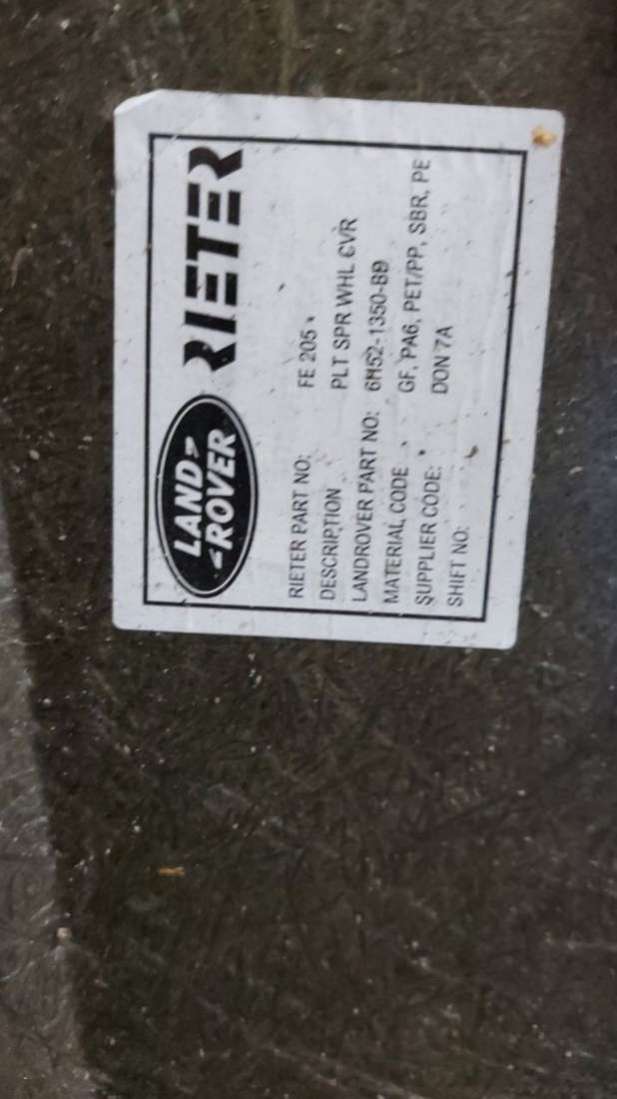 LAND
ROVER
RIETER
RIETER PART NO: FE 205
DESCRIPTION PLT SPR WHL CVR
LANDROVER PART NO: 6M52-1350-BB
MATERIAL CODE GF, PA6, PET/PP, SBR, PE
SUPPLIER CODE: DON 7A
SHIFT NO: